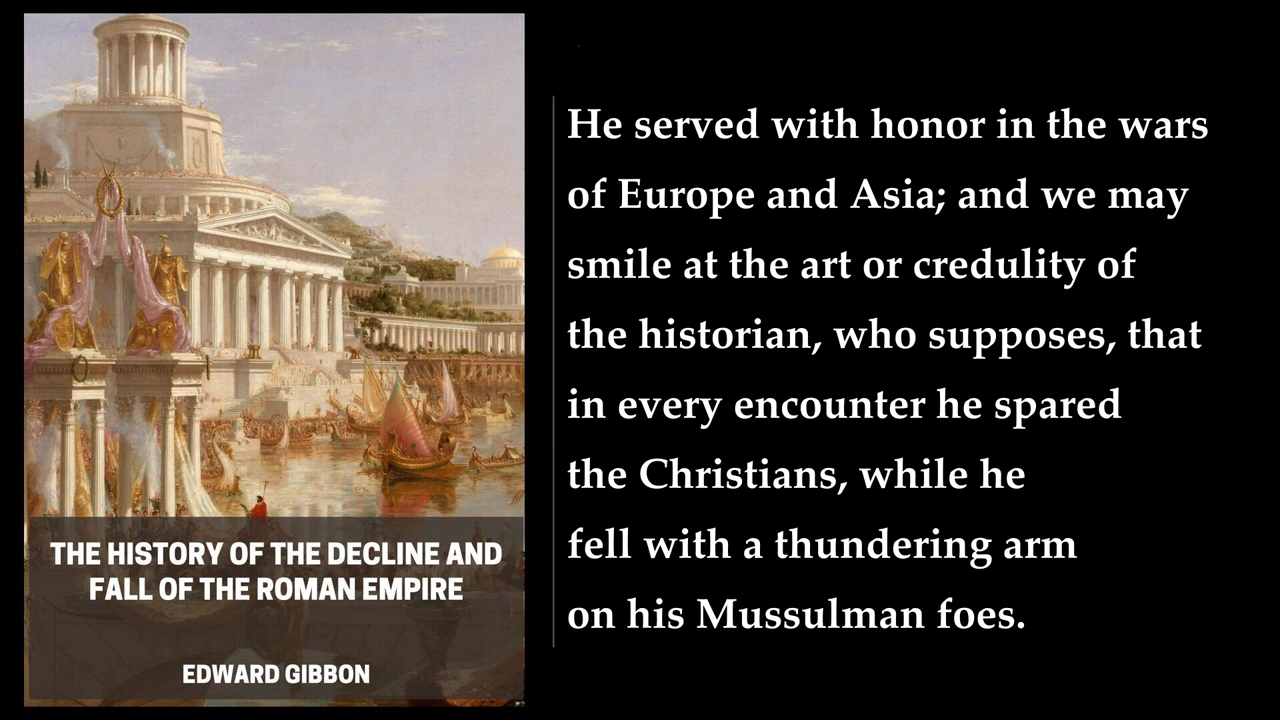 THE HISTORY OF THE DECLINE AND
FALL OF THE ROMAN EMPIRE
EDWARD GIBBON
He served with honor in the wars
of Europe and Asia; and we may
smile at the art or credulity of
the historian, who supposes, that
in every encounter he spared
the Christians, while he
fell with a thundering arm
on his Mussulman foes.